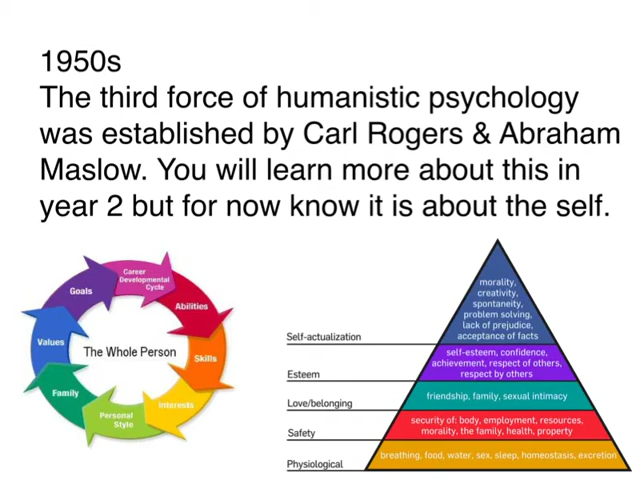 1950s
The third force of humanistic psychology
was established by Carl Rogers & Abraham
Maslow. You will learn more about this in
year 2 but for now know it is about the self.
Career
Developmental
Cycle
Abilities
Skills
Interests
Personal
Style
Family
Values
Goals
The Whole Person
morality,
creativity,
spontaneity,
problem solving,
lack of prejudice,
acceptance of facts
Self-actualization
self-esteem, confidence,
achievement, respect of others,
respect by others
Esteem
friendship, family, sexual intimacy
Love/belonging
security of: body, employment, resources,
morality, the family, health, property
Safety
breathing, food, water, sex, sleep, homeostasis, excretion
Physiological